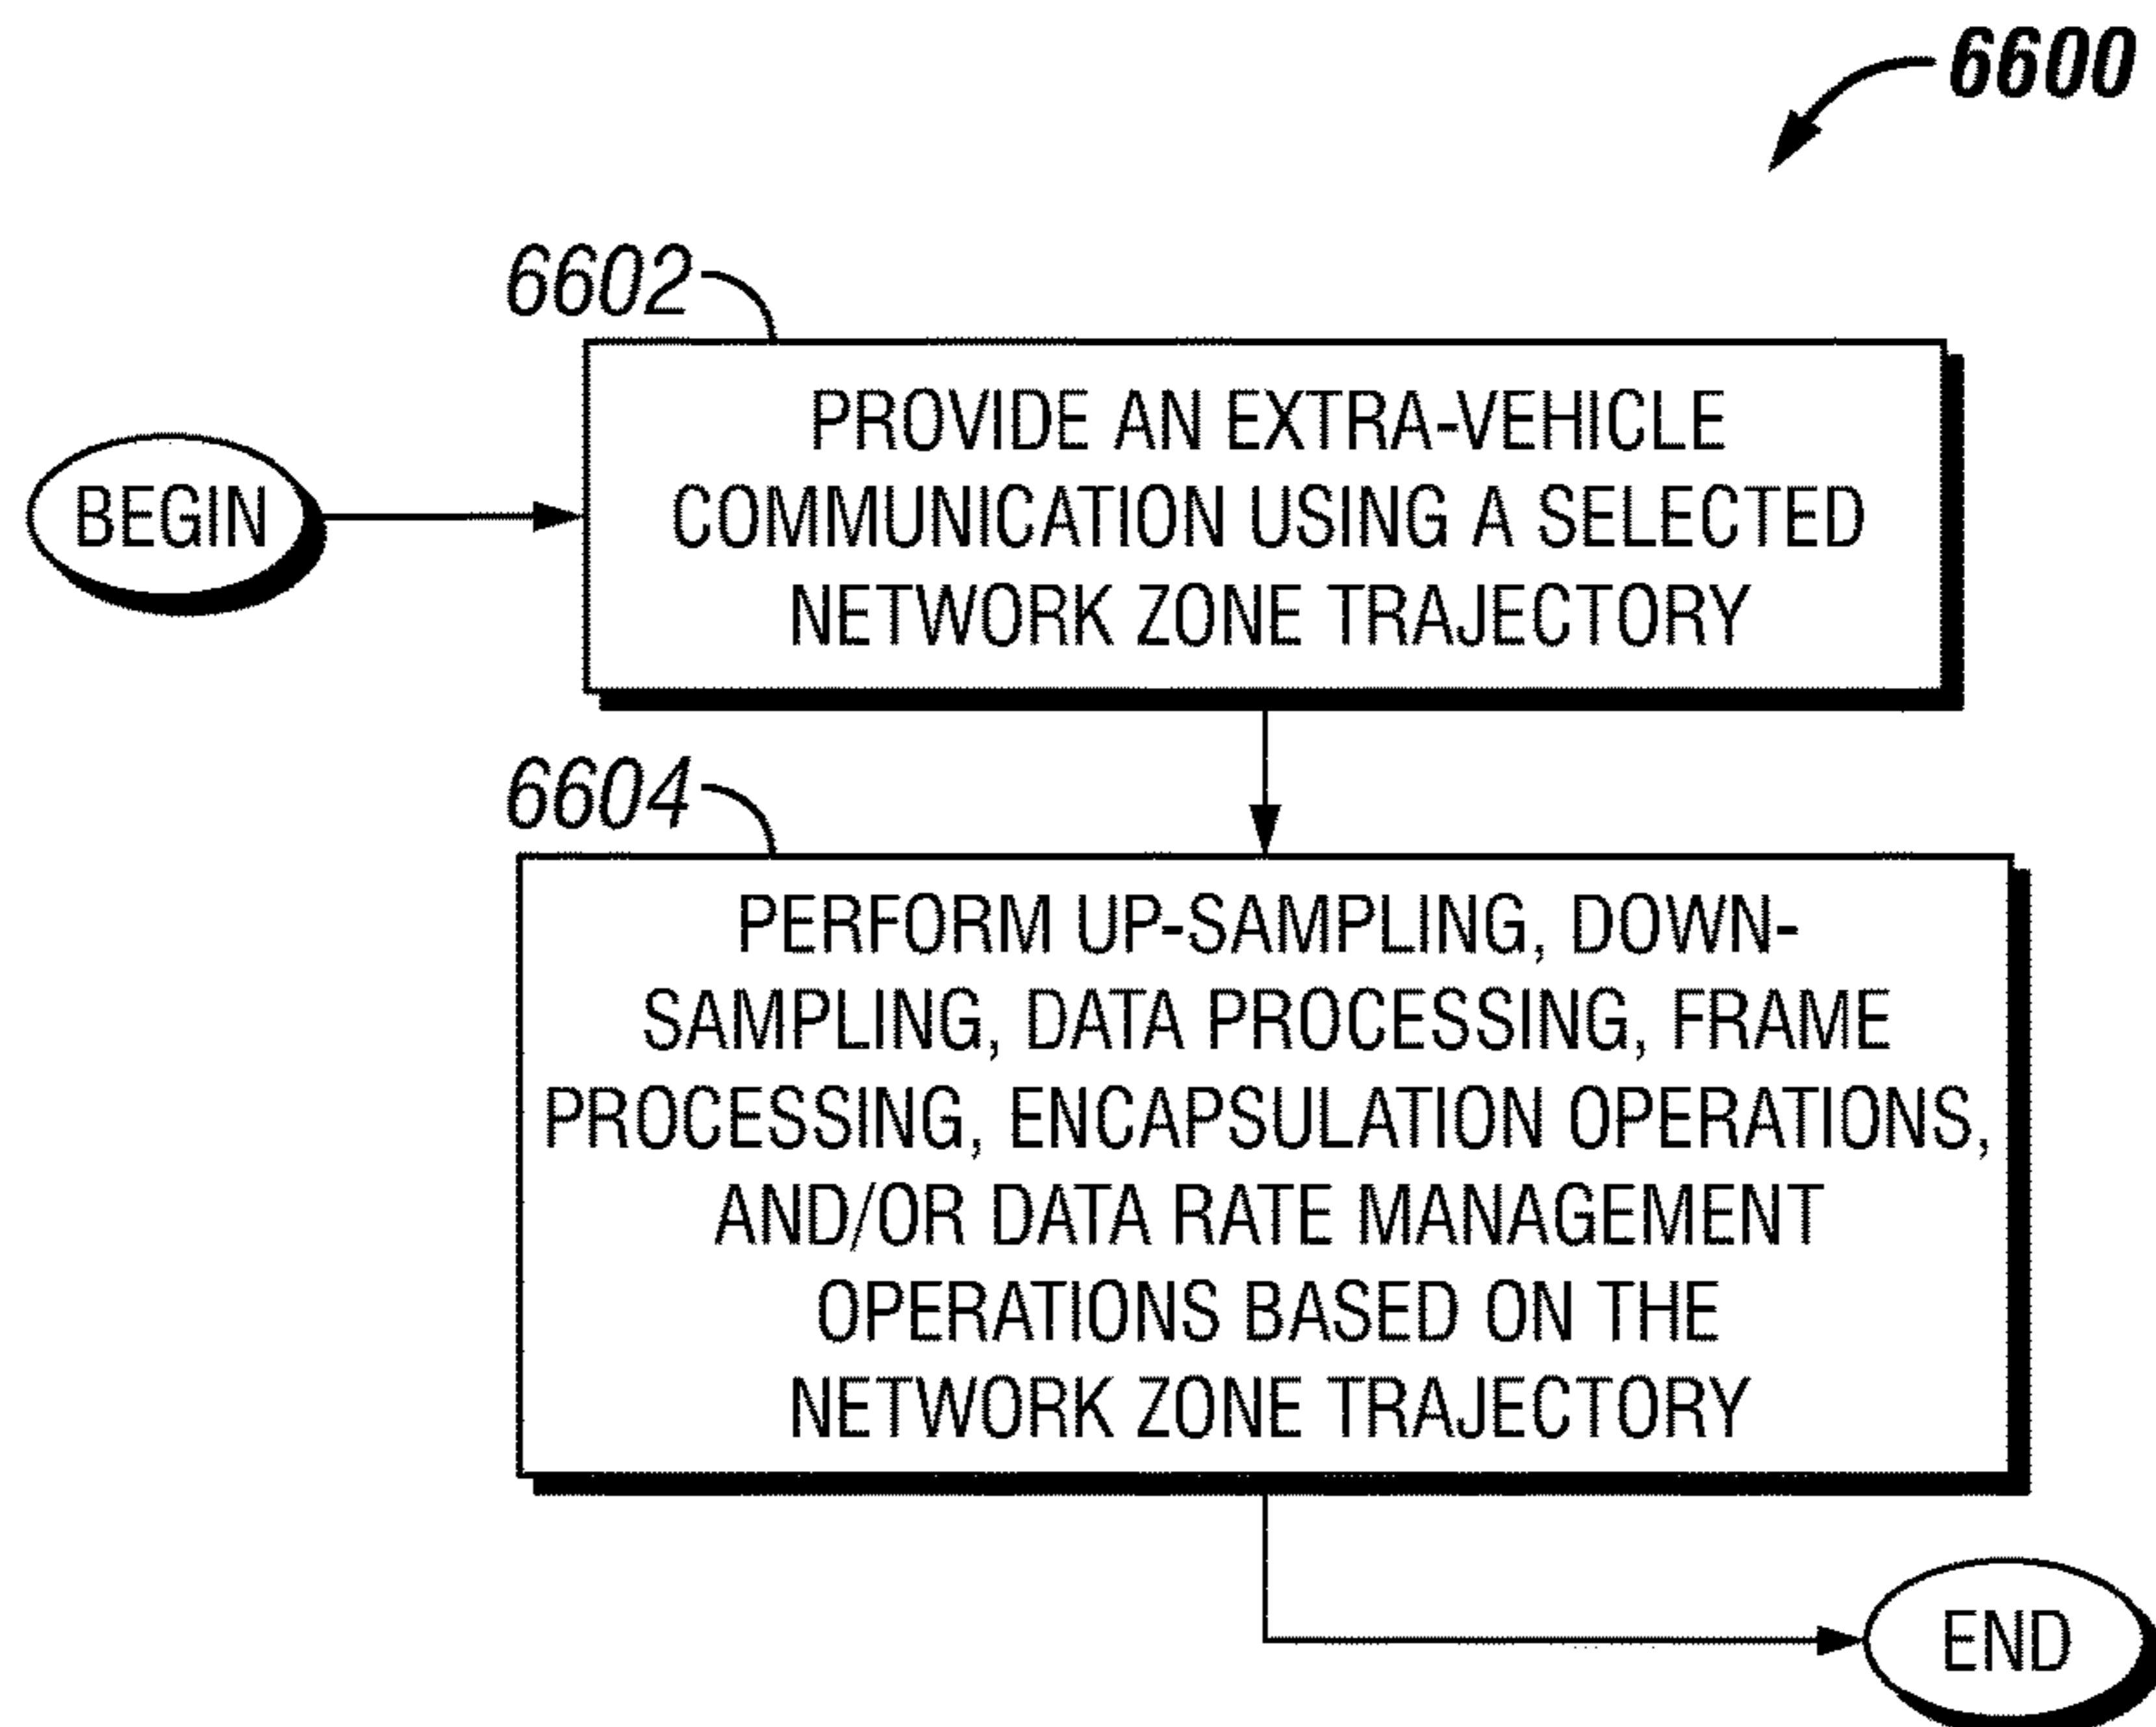 6600
6602
PROVIDE AN EXTRA-VEHICLE
COMMUNICATION USING A SELECTED
NETWORK ZONE TRAJECTORY
BEGIN
6604
PERFORM UP-SAMPLING, DOWN-
SAMPLING, DATA PROCESSING, FRAME
PROCESSING, ENCAPSULATION OPERATIONS,
AND/OR DATA RATE MANAGEMENT
OPERATIONS BASED ON THE
NETWORK ZONE TRAJECTORY
END